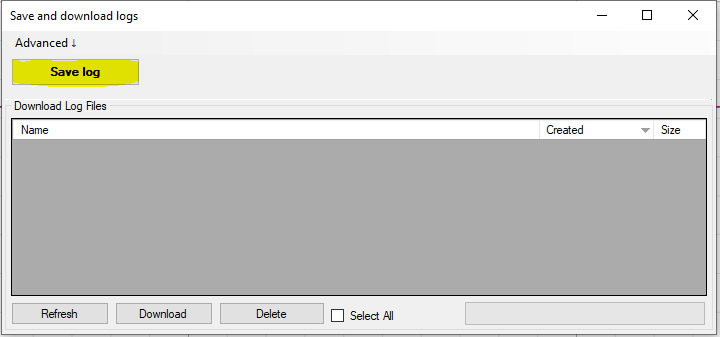 Save and download logs
Advanced ↓
Save log
Download Log Files
Name Created Size
Refresh Download Delete Select All